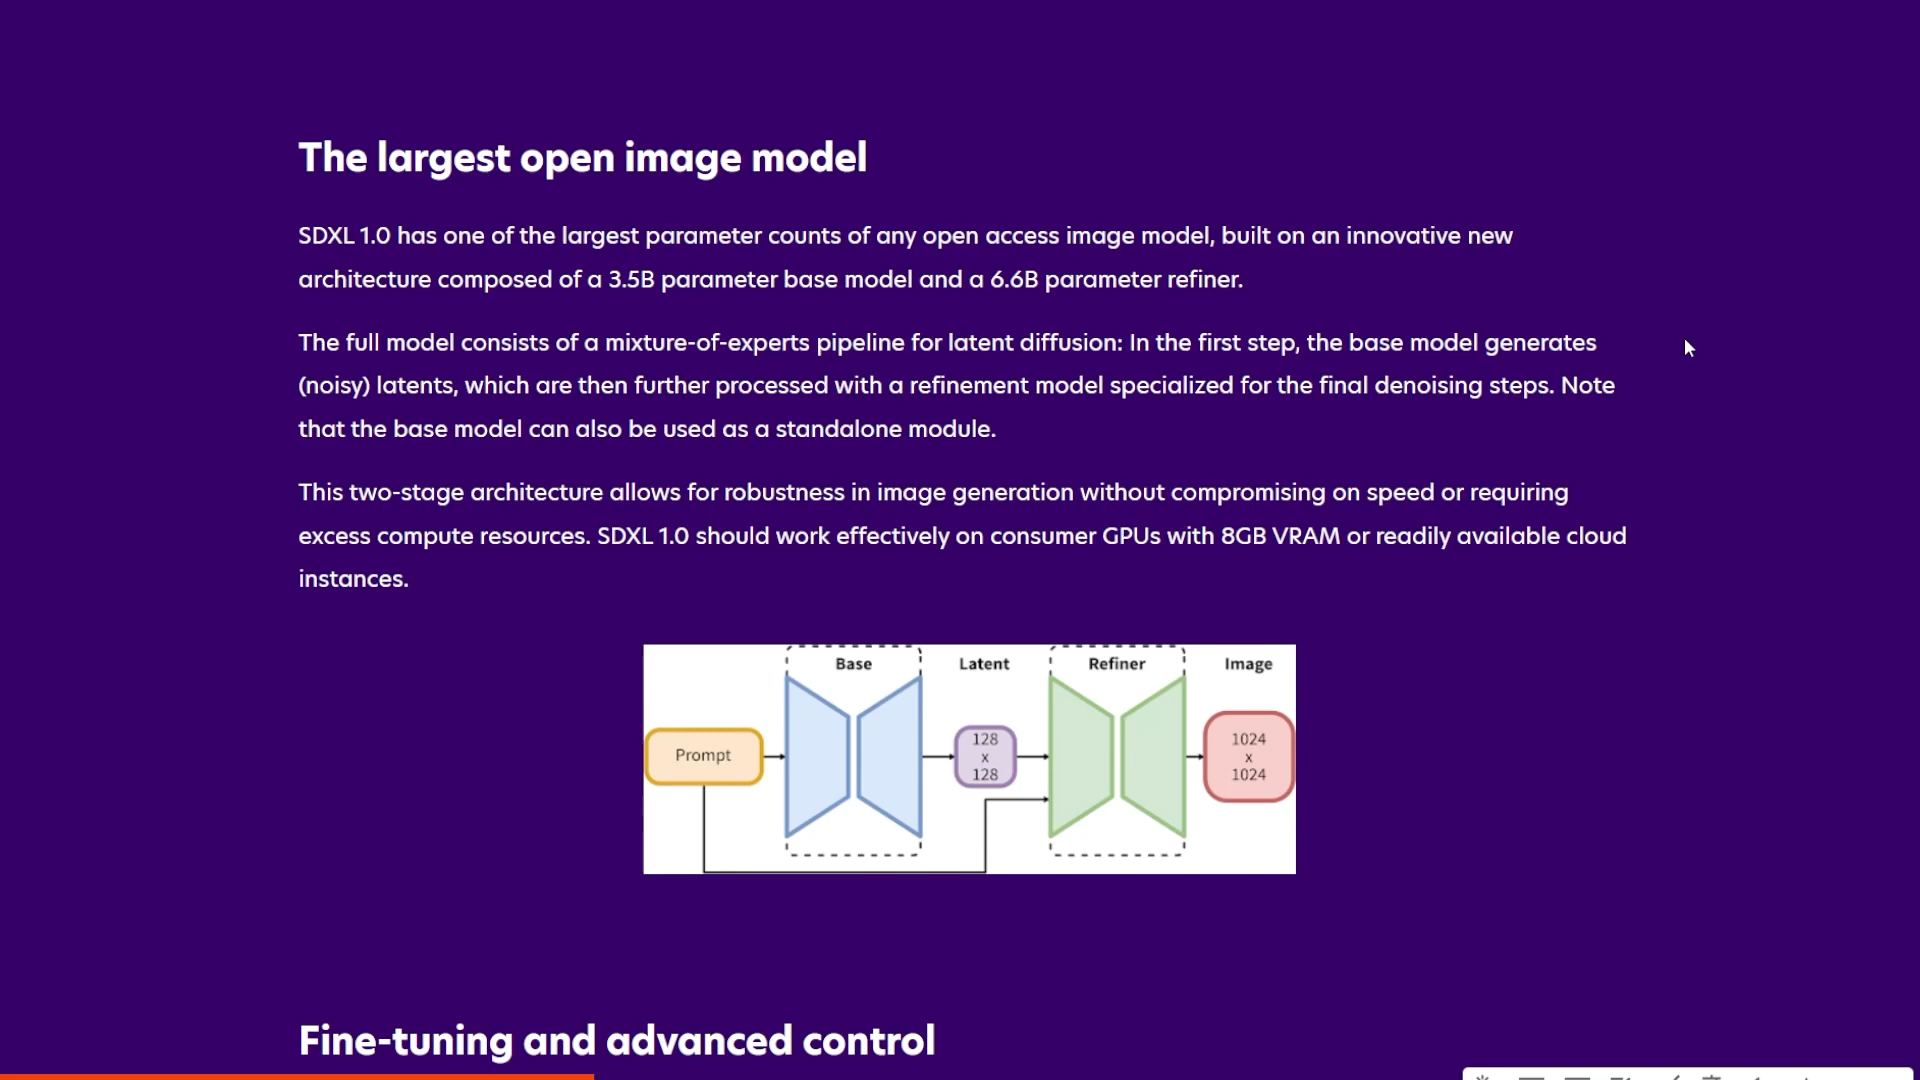 The largest open image model
SDXL 1.0 has one of the largest parameter counts of any open access image model, built on an innovative new
architecture composed of a 3.5B parameter base model and a 6.6B parameter refiner.
The full model consists of a mixture-of-experts pipeline for latent diffusion: In the first step, the base model generates
(noisy) latents, which are then further processed with a refinement model specialized for the final denoising steps. Note
that the base model can also be used as a standalone module.
This two-stage architecture allows for robustness in image generation without compromising on speed or requiring
excess compute resources. SDXL 1.0 should work effectively on consumer GPUs with 8GB VRAM or readily available cloud
instances.
Base Latent Refiner Image
Prompt
128
x
128
1024
x
1024
Fine-tuning and advanced control